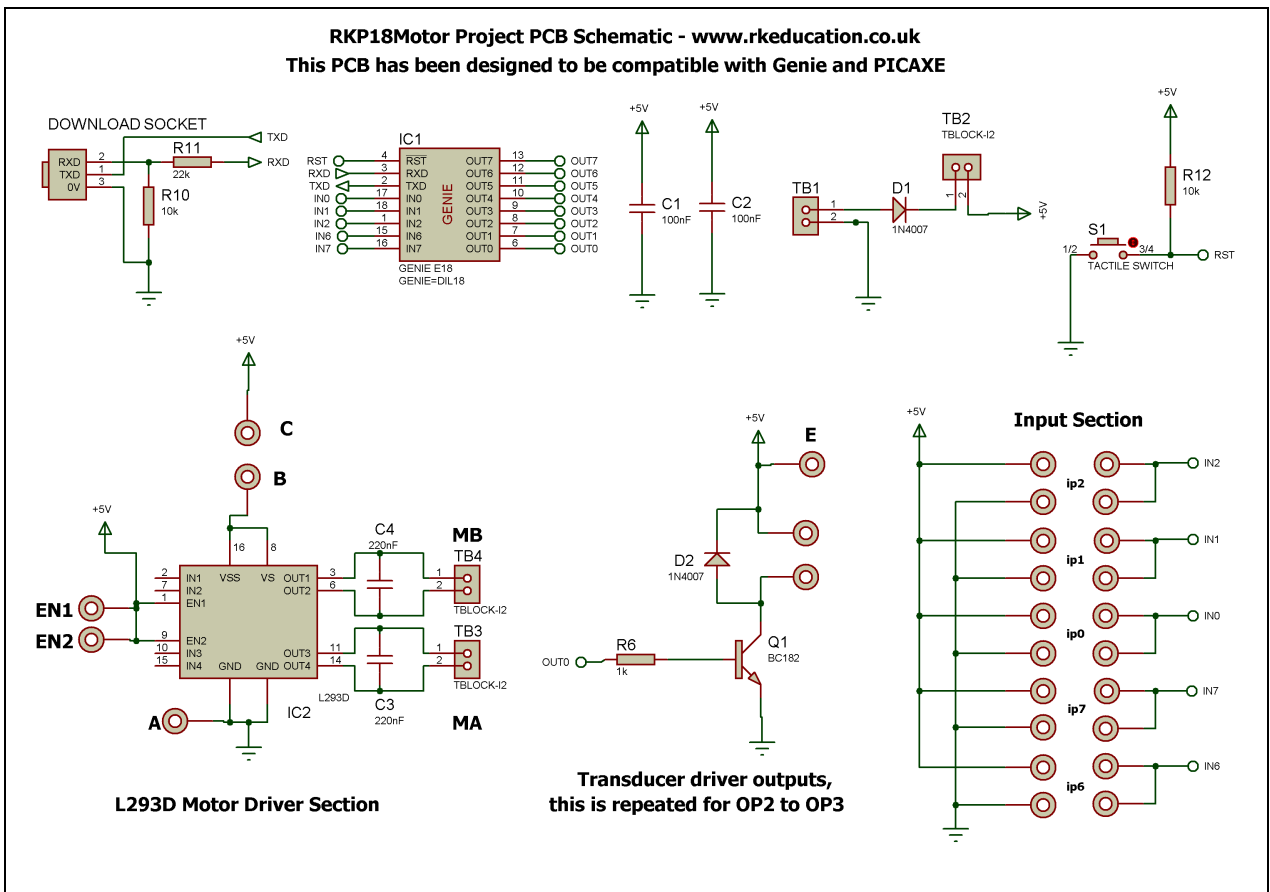 RKP18Motor Project PCB Schematic - www.rkeducation.co.uk
This PCB has been designed to be compatible with Genie and PICAXE
DOWNLOAD SOCKET
RXD 2
TXD 1
0V 3
TXD
R11
22k
RXD
R10
10k
IC1
RST 4 RST OUT7 13 OUT7
RXD 3 RXD OUT6 12 OUT6
TXD 2 TXD OUT5 11 OUT5
IN0 17 IN0 OUT4 10 OUT4
IN1 18 IN1 OUT3 9 OUT3
IN2 1 IN2 OUT2 8 OUT2
IN6 15 IN6 OUT1 7 OUT1
IN7 16 IN7 OUT0 6 OUT0
GENIE
GENIE E18
GENIE=DIL18
+5V
C1
100nF
+5V
C2
100nF
TB1
1
2
D1
1N4007
TB2
TBLOCK-I2
1
2
+5V
+5V
R12
10k
S1
1/2
3/4
TACTILE SWITCH
RST
+5V
C
B
+5V
16
8
VSS
VS
2 IN1
7 IN2
1 EN1
9 EN2
10 IN3
15 IN4
EN1
EN2
OUT1 3
OUT2 6
OUT3 11
OUT4 14
GND
GND
L293D
IC2
A
C4
220nF
C3
220nF
MB
TB4
1
2
TBLOCK-I2
TB3
1
2
TBLOCK-I2
MA
L293D Motor Driver Section
+5V
E
D2
1N4007
OUT0
R6
1k
Q1
BC182
Transducer driver outputs,
this is repeated for OP2 to OP3
+5V
Input Section
ip2
IN2
ip1
IN1
ip0
IN0
ip7
IN7
ip6
IN6